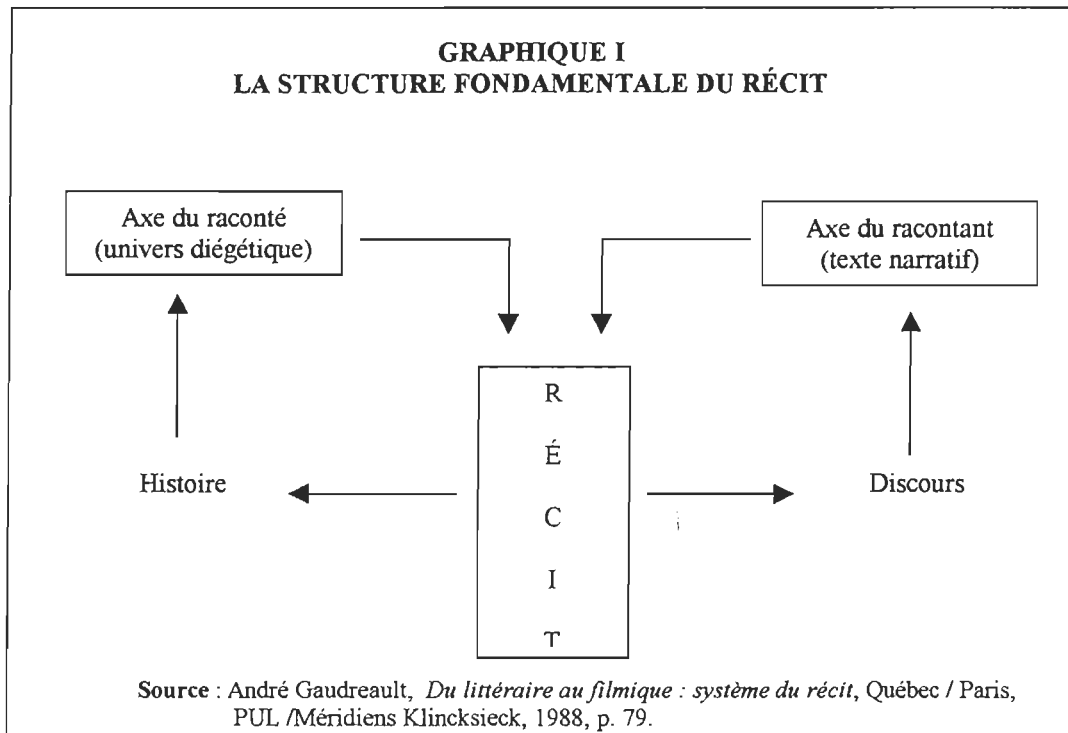 GRAPHIQUE I
LA STRUCTURE FONDAMENTALE DU RÉCIT
Axe du raconté
(univers diégétique)
Axe du racontant
(texte narratif)
R
É
C
I
T
Histoire
Discours
Source : André Gaudreault, Du littéraire au filmique : système du récit, Québec / Paris,
PUL /Méridiens Klincksieck, 1988, p. 79.